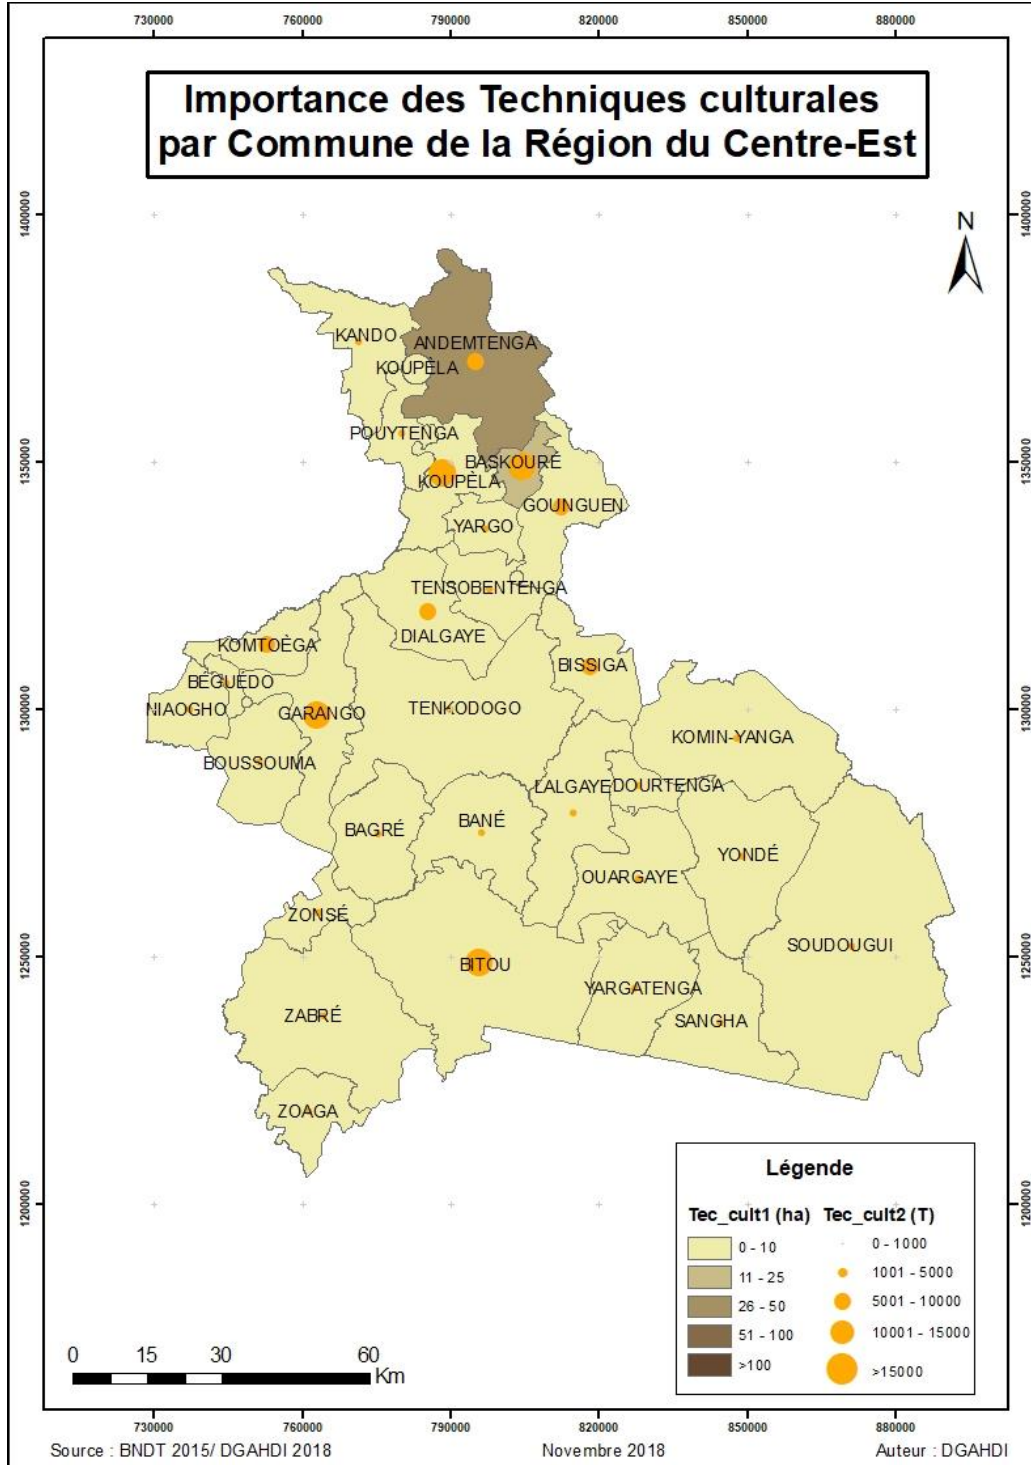 730000 760000 790000 820000 850000 880000
Importance des Techniques culturales
par Commune de la Région du Centre-Est
1400000 1400000
N
KANDO
ANDEMTENGA
KOUPÈLA
POUYTENGA
1350000 1350000
BASKOURÉ
KOUPÈLA
GOUNGUEN
YARGO
TENSOBENTENGA
DIALGAYE
KOMTOÈGA
BISSIGA
BÉGUÉDO
NIAOGHO
GARANGO
TENKODOGO
1300000 1300000
KOMIN-YANGA
BOUSSOUMA
LALGAYE
DOURTENGA
BAGRÉ
BANÉ
YONDÉ
OUARGAYE
ZONSÉ
SOUDOUGUI
1250000 1250000
BITOU
YARGATENGA
ZABRÉ
SANGHA
ZOAGA
1200000 1200000
Légende
Tec_cult1 (ha) Tec_cult2 (T)
0 - 10 0 - 1000
11 - 25 1001 - 5000
26 - 50 5001 - 10000
51 - 100 10001 - 15000
>100 >15000
0 15 30 60
Km
730000 760000 790000 820000 850000 880000
Source : BNDT 2015/ DGAHDI 2018 Novembre 2018 Auteur : DGAHDI